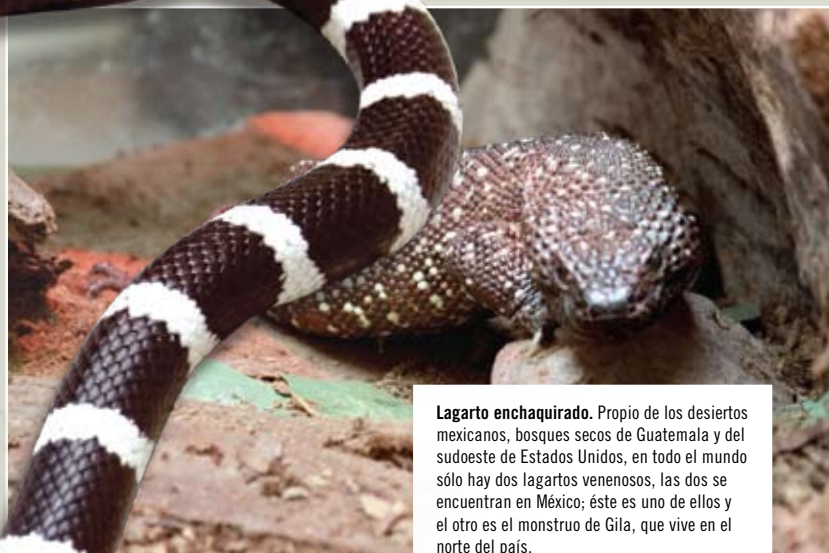 Lagarto enchaquirado. Propio de los desiertos
mexicanos, bosques secos de Guatemala y del
sudoeste de Estados Unidos, en todo el mundo
sólo hay dos lagartos venenosos, las dos se
encuentran en México; éste es uno de ellos y
el otro es el monstruo de Gila, que vive en el
norte del país.